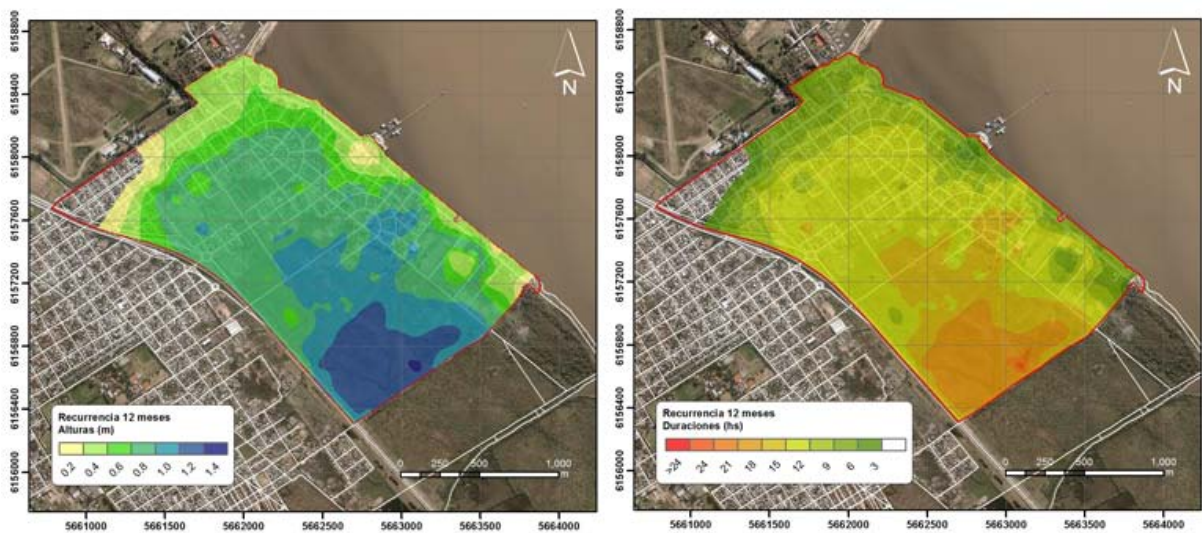 6158800
6158400
6158000
6157600
6157200
6156800
6156400
6156000
N
Recurrencia 12 meses
Alturas (m)
0.2 0.4 0.6 0.8 1.0 1.2 1.4
0 250 500 1,000
m
5661000 5661500 5662000 5662500 5663000 5663500 5664000
6158800
6158400
6158000
6157600
6157200
6156800
6156400
6156000
N
Recurrencia 12 meses
Duraciones (hs)
>24 24 21 18 15 12 9 6 3
0 250 500 1,000
m
5661000 5661500 5662000 5662500 5663000 5663500 5664000